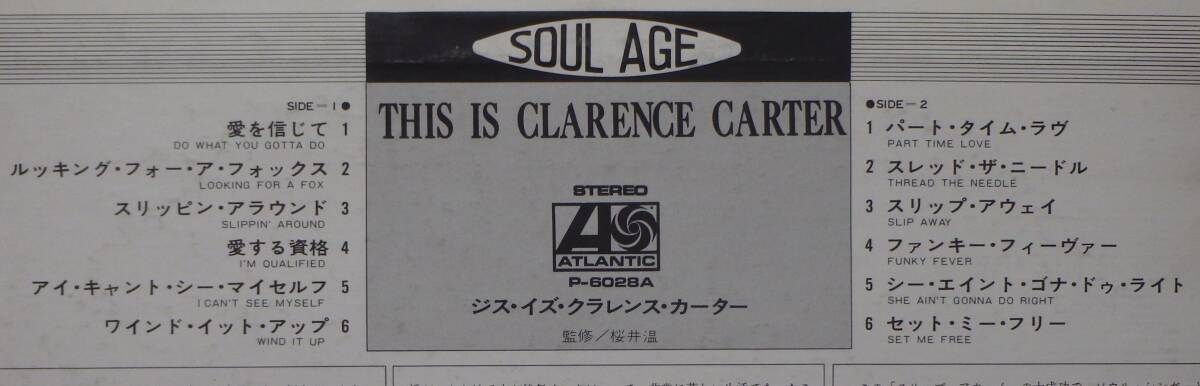 SOUL AGE
THIS IS CLARENCE CARTER
STEREO
ATLANTIC
P-6028A
ジス・イズ・クラレンス・カーター
監修／桜井温
SIDE－1●
愛を信じて 1
DO WHAT YOU GOTTA DO
ルッキング・フォー・ア・フォックス 2
LOOKING FOR A FOX
スリッピン・アラウンド 3
SLIPPIN' AROUND
愛する資格 4
I'M QUALIFIED
アイ・キャント・シー・マイセルフ 5
I CAN'T SEE MYSELF
ワインド・イット・アップ 6
WIND IT UP
●SIDE－2
1 パート・タイム・ラヴ
PART TIME LOVE
2 スレッド・ザ・ニードル
THREAD THE NEEDLE
3 スリップ・アウェイ
SLIP AWAY
4 ファンキー・フィーヴァー
FUNKY FEVER
5 シー・エイント・ゴナ・ドゥ・ライト
SHE AIN'T GONNA DO RIGHT
6 セット・ミー・フリー
SET ME FREE